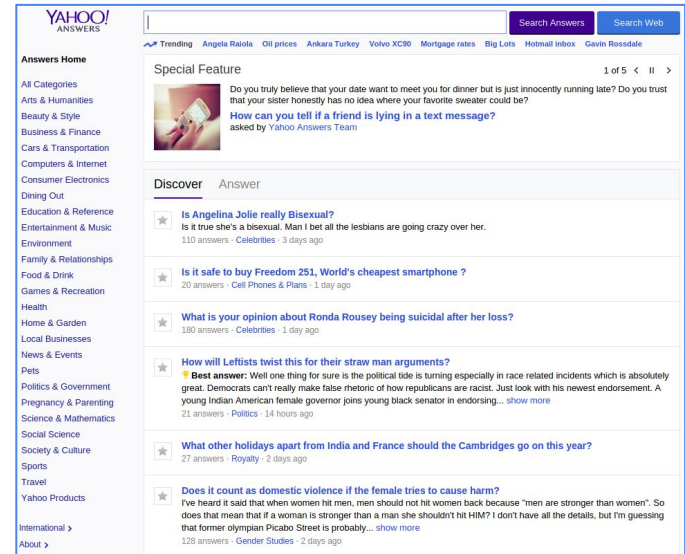 YAHOO!
ANSWERS
Search Answers
Search Web
Trending Angela Raiola Oil prices Ankara Turkey Volvo XC90 Mortgage rates Big Lots Hotmail inbox Gavin Rossdale
Answers Home
All Categories
Arts & Humanities
Beauty & Style
Business & Finance
Cars & Transportation
Computers & Internet
Consumer Electronics
Dining Out
Education & Reference
Entertainment & Music
Environment
Family & Relationships
Food & Drink
Games & Recreation
Health
Home & Garden
Local Businesses
News & Events
Pets
Politics & Government
Pregnancy & Parenting
Science & Mathematics
Social Science
Society & Culture
Sports
Travel
Yahoo Products
International >
About >
Special Feature
1 of 5 < II >
Do you truly believe that your date want to meet you for dinner but is just innocently running late? Do you trust
that your sister honestly has no idea where your favorite sweater could be?
How can you tell if a friend is lying in a text message?
asked by Yahoo Answers Team
Discover Answer
Is Angelina Jolie really Bisexual?
Is it true she's a bisexual. Man I bet all the lesbians are going crazy over her.
110 answers · Celebrities · 3 days ago
Is it safe to buy Freedom 251, World's cheapest smartphone ?
20 answers · Cell Phones & Plans · 1 day ago
What is your opinion about Ronda Rousey being suicidal after her loss?
180 answers · Celebrities · 1 day ago
How will Leftists twist this for their straw man arguments?
Best answer: Well one thing for sure is the political tide is turning especially in race related incidents which is absolutely
great. Democrats can't really make false rhetoric of how republicans are racist. Just look with his newest endorsement. A
young Indian American female governor joins young black senator in endorsing... show more
21 answers · Politics · 14 hours ago
What other holidays apart from India and France should the Cambridges go on this year?
27 answers · Royalty · 2 days ago
Does it count as domestic violence if the female tries to cause harm?
I've heard it said that when women hit men, men should not hit women back because "men are stronger than women". So
does that mean that if a woman is stronger than a man she shouldn't hit HIM? I don't have all the details, but I'm guessing
that former olympian Picabo Street is probably... show more
128 answers · Gender Studies · 2 days ago